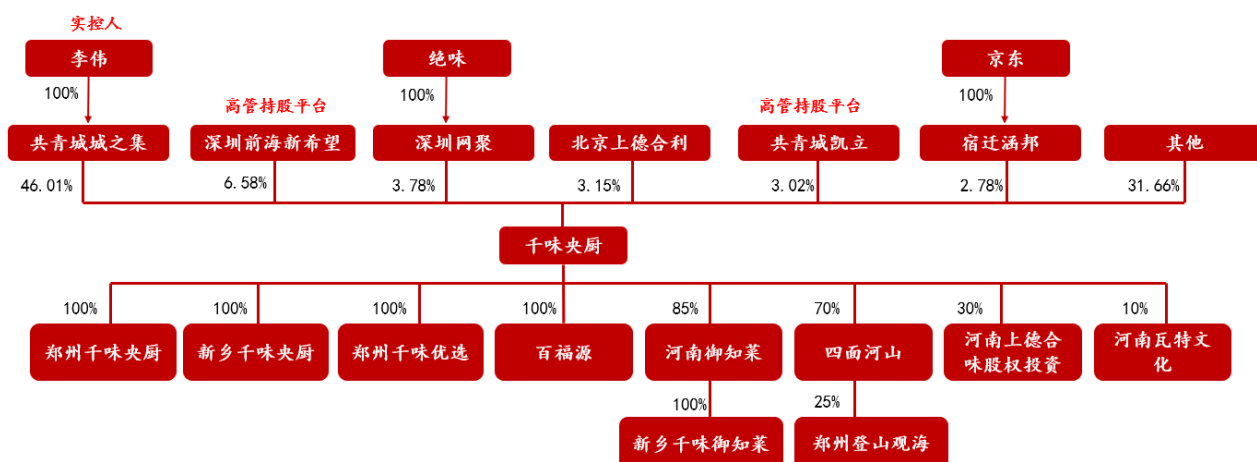 实控人
李伟
绝味
京东
100%
100%
100%
高管持股平台
高管持股平台
共青城城之集
深圳前海新希望
深圳网聚
北京上德合利
共青城凯立
宿迁涵邦
其他
46.01%
6.58%
3.78%
3.15%
3.02%
2.78%
31.66%
千味央厨
100%
100%
100%
100%
85%
70%
30%
10%
郑州千味央厨
新乡千味央厨
郑州千味优选
百福源
河南御知菜
四面河山
河南上德合
味股权投资
河南瓦特文
化
100%
25%
新乡千味御知菜
郑州登山观海